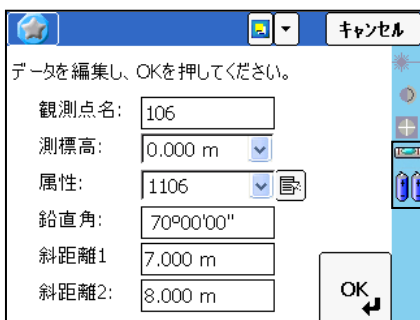 キャンセル
データを編集し、OKを押してください。
観測点名: 106
測標高: 0.000 m
属性: 1106
鉛直角: 70°00'00"
斜距離1 7.000 m
斜距離2: 8.000 m
OK